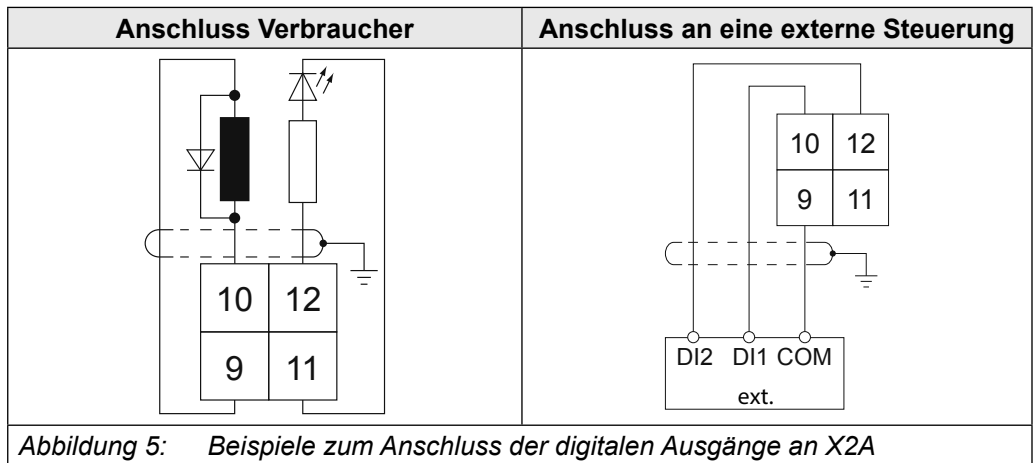 Anschluss Verbraucher
Anschluss an eine externe Steuerung
10 12
9 11
10 12
9 11
DI2 DI1 COM
ext.
Abbildung 5: Beispiele zum Anschluss der digitalen Ausgänge an X2A